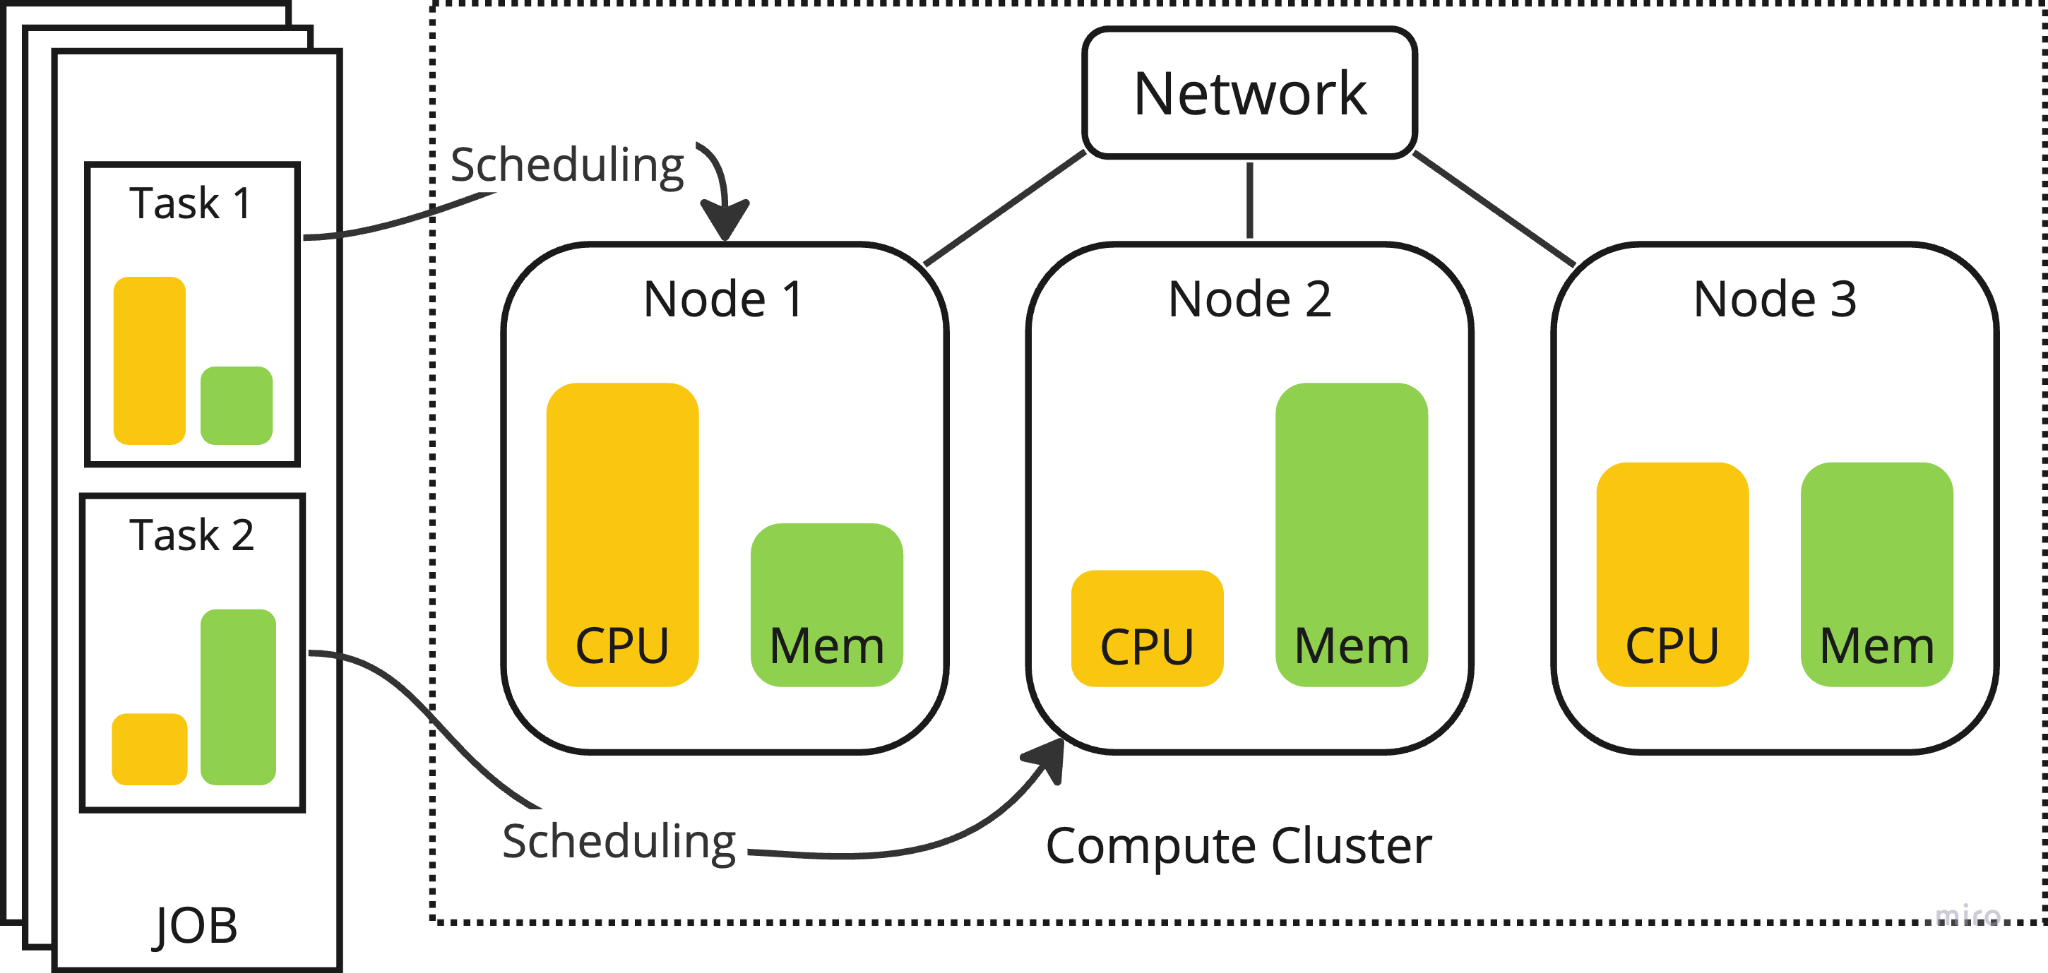 Network
Scheduling
Task 1
Node 1
Node 2
Node 3
Task 2
CPU
Mem
CPU
Mem
CPU
Mem
Scheduling
Compute Cluster
JOB
miro